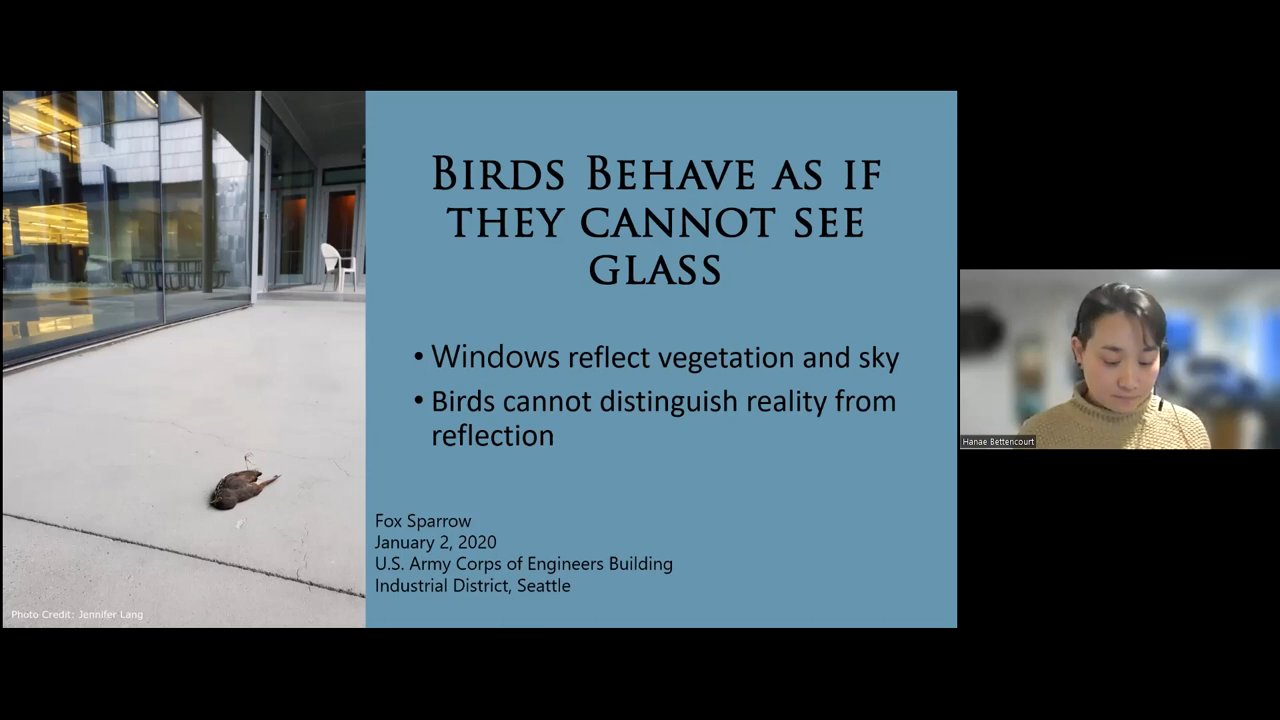 BIRDS BEHAVE AS IF
THEY CANNOT SEE
GLASS
• Windows reflect vegetation and sky
• Birds cannot distinguish reality from
reflection
Fox Sparrow
January 2, 2020
U.S. Army Corps of Engineers Building
Industrial District, Seattle
Photo Credit: Jennifer Lang
Hanae Bettencourt